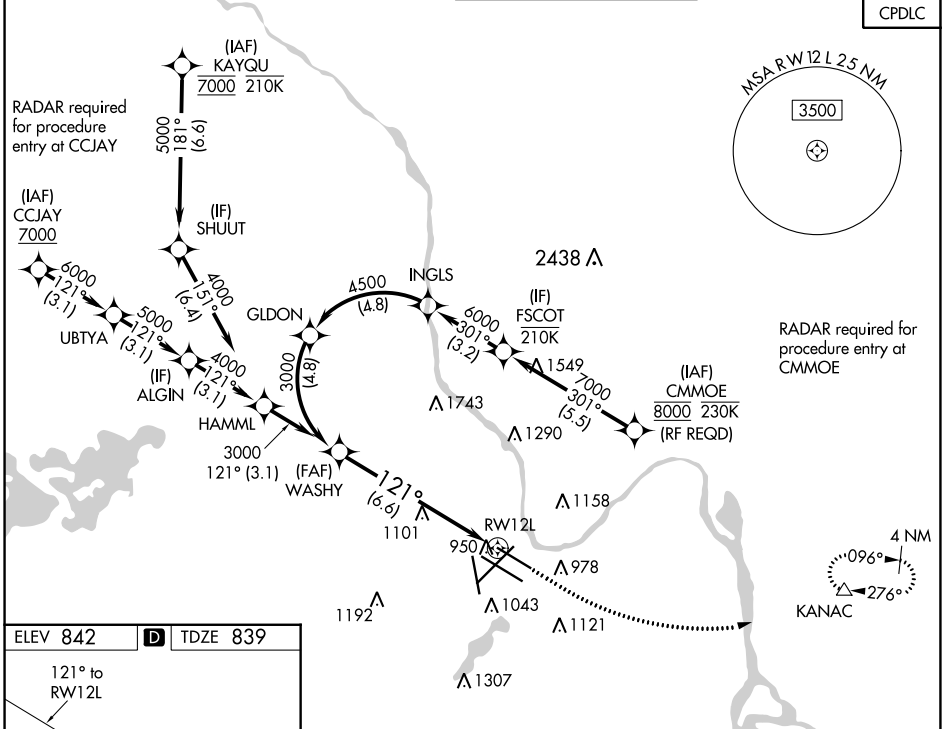 CPDLC
(IAF)
KAYQU
7000 210K
RADAR required
for procedure
entry at CCJAY
5000
181°
(6.6)
MSA RW 12 L 25 NM
3500
(IAF)
CCJAY
7000
(IF)
SHUUT
6000
121°
(3.1)
UBTYA
5000
121°
(3.1)
(IF)
ALGIN
4000
151°
(6.4)
4000
121°
(3.1)
HAMML
3000
121° (3.1)
GLDON
4500
(4.8)
3000
(4.8)
INGLS
6000
301°
(3.2)
(IF)
FSCOT
210K
2438
1549
7000
301°
(5.5)
(IAF)
CMMOE
8000 230K
(RF REQD)
RADAR required for
procedure entry at
CMMOE
1743
1290
(FAF)
WASHY
121°
(6.6)
1101
1158
RW12L
950
978
1043
1121
1192
1307
4 NM
096°
276°
KANAC
ELEV 842 D TDZE 839
121° to
RW12L